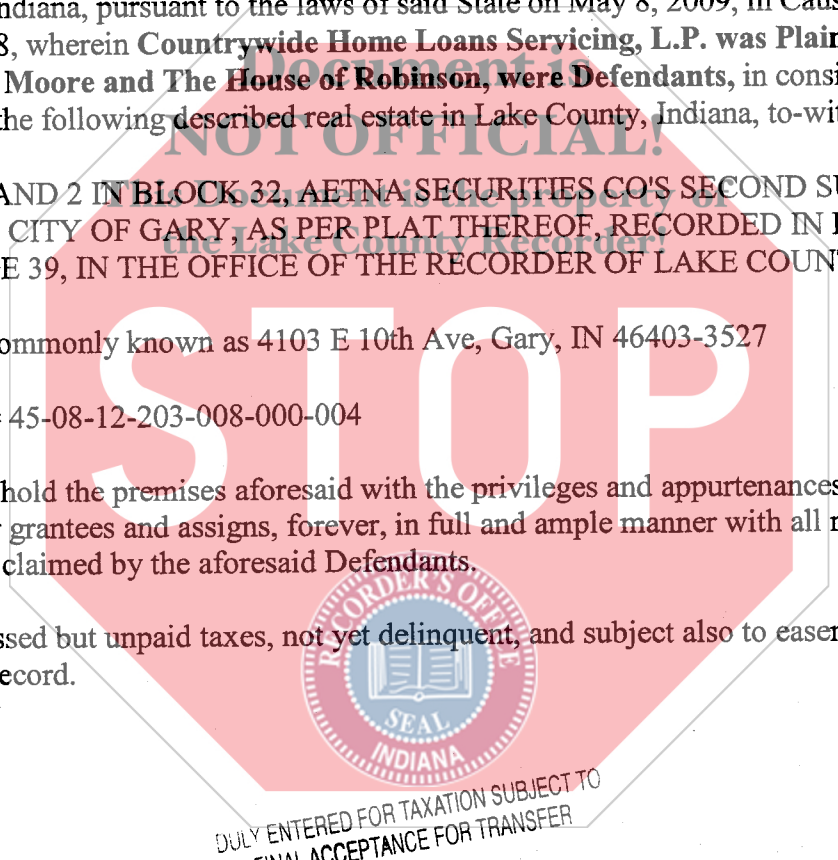 ndiana, pursuant to the laws of said State on May 8, 2009, in Caus
8, wherein Countrywide Home Loans Servicing, L.P. was Plain
Moore and The House of Robinson, were Defendants, in consi
he following described real estate in Lake County, Indiana, to-wit
Document is
NOT OFFICIAL!
This Document is the property of
the Lake County Recorder!
AND 2 IN BLOCK 32, AETNA SECURITIES CO'S SECOND SU
CITY OF GARY, AS PER PLAT THEREOF, RECORDED IN
E 39, IN THE OFFICE OF THE RECORDER OF LAKE COUN
ommonly known as 4103 E 10th Ave, Gary, IN 46403-3527
STOP
45-08-12-203-008-000-004
hold the premises aforesaid with the privileges and appurtenances
grantees and assigns, forever, in full and ample manner with all
claimed by the aforesaid Defendants.
ssed but unpaid taxes, not yet delinquent, and subject also to easer
ecord.
RECORDER'S OFFICE
SEAL
INDIANA
DULY ENTERED FOR TAXATION SUBJECT TO
FINAL ACCEPTANCE FOR TRANSFER